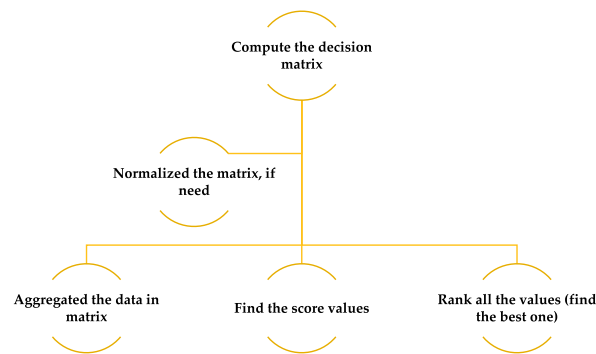 Compute the decision
matrix
Normalized the matrix, if
need
Aggregated the data in
matrix
Find the score values
Rank all the values (find
the best one)